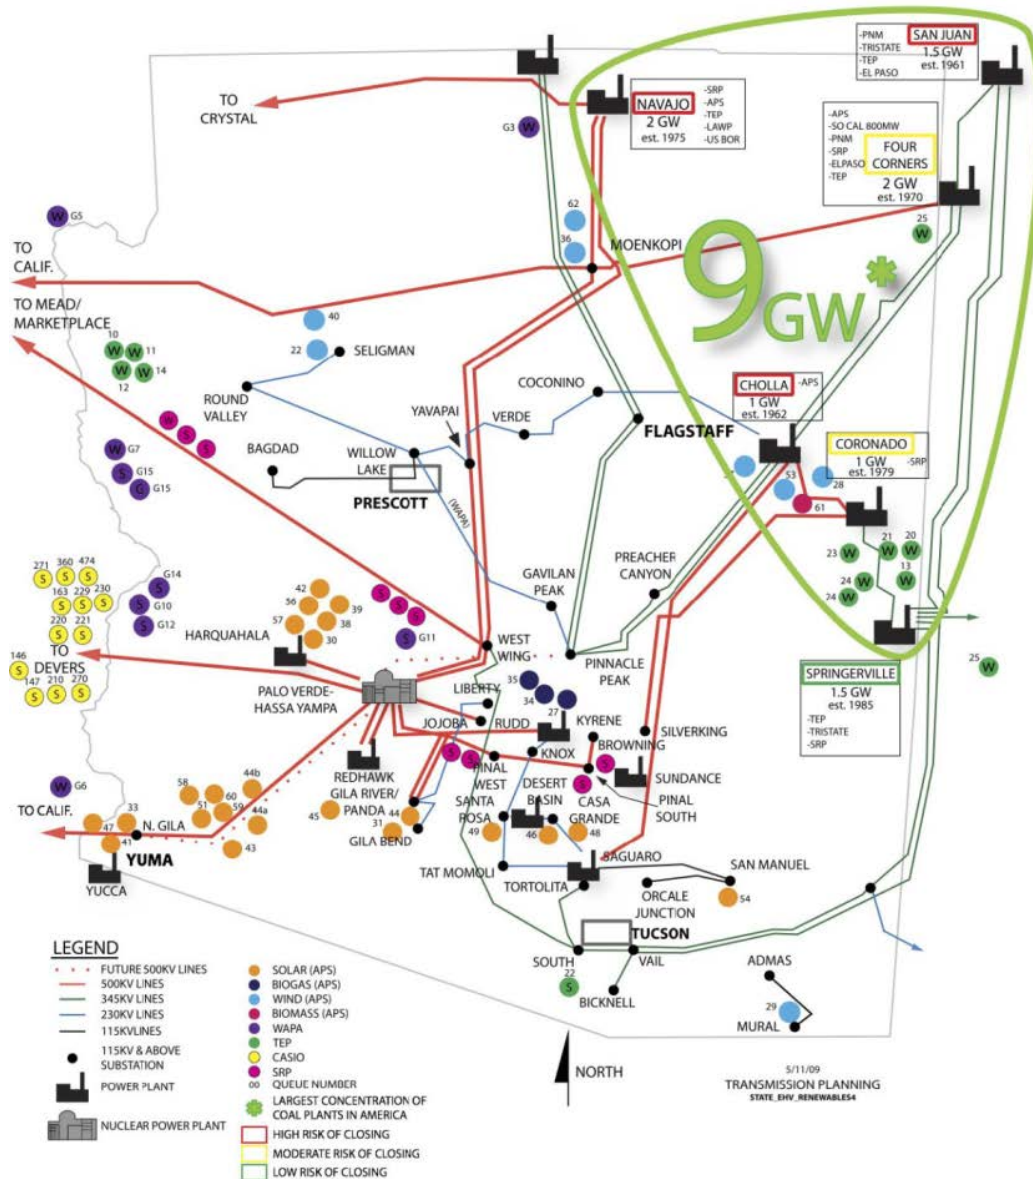 -PNM
-TRISTATE
-TEP
-EL PASO
SAN JUAN
1.5 GW
est. 1961
TO
CRYSTAL
NAVAJO
2 GW
est. 1975
-SRP
-APS
-TEP
-LAWP
-US BOR
G3
W
-APS
-SO CAL 800MW
-PNM
-SRP
-ELPASO
-TEP
FOUR
CORNERS
2 GW
est. 1970
W
G5
62
36
25
W
MOENKOPI
9GW*
TO
CALIF.
TO MEAD/
MARKETPLACE
40
22
SELIGMAN
10
11
W
W
W
W
12
14
ROUND
VALLEY
COCONINO
CHOLLA
-APS
1 GW
est. 1962
YAVAPAI
VERDE
FLAGSTAFF
W
S
S
BAGDAD
WILLOW
LAKE
PRESCOTT
(WAPA)
CORONADO
1 GW
est. 1979
-SRP
W
G7
S
G15
G
G15
53
28
61
23
W
21
W
20
W
13
W
24
W
24
W
PREACHER
CANYON
GAVILAN
PEAK
271
360
474
S
S
S
163
229
230
S
S
S
220
221
S
S
S
G14
S
G10
S
G12
42
56
39
57
38
30
S
S
S
S
G11
HARQUAHALA
TO
DEVERS
146
S
147
210
270
S
S
S
WEST
WING
PINNACLE
PEAK
25
W
SPRINGERVILLE
1.5 GW
est. 1985
-TEP
-TRISTATE
-SRP
PALO VERDE-
HASSA YAMPA
LIBERTY
35
34
27
JOJOBA
RUDD
KYRENE
BROWNING
SILVERKING
KNOX
S
S
S
S
REDHAWK
GILA RIVER/
PANDA
PINAL
WEST
DESERT
BASIN
SUNDANCE
CASA
GRANDE
PINAL
SOUTH
W
G6
TO CALIF.
58
44b
60
51
59
44a
43
33
47
41
N. GILA
YUMA
YUCCA
45
44
31
GILA BEND
SANTA
ROSA
49
46
48
SAGUARO
TAT MOMOLI
TORTOLITA
SAN MANUEL
ORCALE
JUNCTION
54
TUCSON
SOUTH
VAIL
22
S
BICKNELL
ADMAS
29
MURAL
LEGEND
FUTURE 500KV LINES
500KV LINES
345KV LINES
230KV LINES
115KVLINES
115KV & ABOVE
SUBSTATION
POWER PLANT
NUCLEAR POWER PLANT
SOLAR (APS)
BIOGAS (APS)
WIND (APS)
BIOMASS (APS)
WAPA
TEP
CASIO
SRP
00 QUEUE NUMBER
LARGEST CONCENTRATION OF
COAL PLANTS IN AMERICA
HIGH RISK OF CLOSING
MODERATE RISK OF CLOSING
LOW RISK OF CLOSING
NORTH
5/11/09
TRANSMISSION PLANNING
STATE_EHV_RENEWABLES4